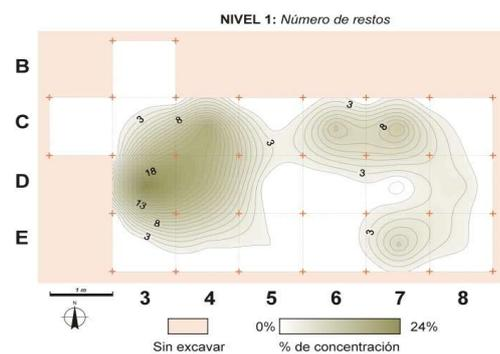 NIVEL 1: Número de restos
B
C
D
E
3
8
3
3
8
18
3
13
8
3
3
1 m
N
3 4 5 6 7 8
0% 24%
Sin excavar
% de concentración